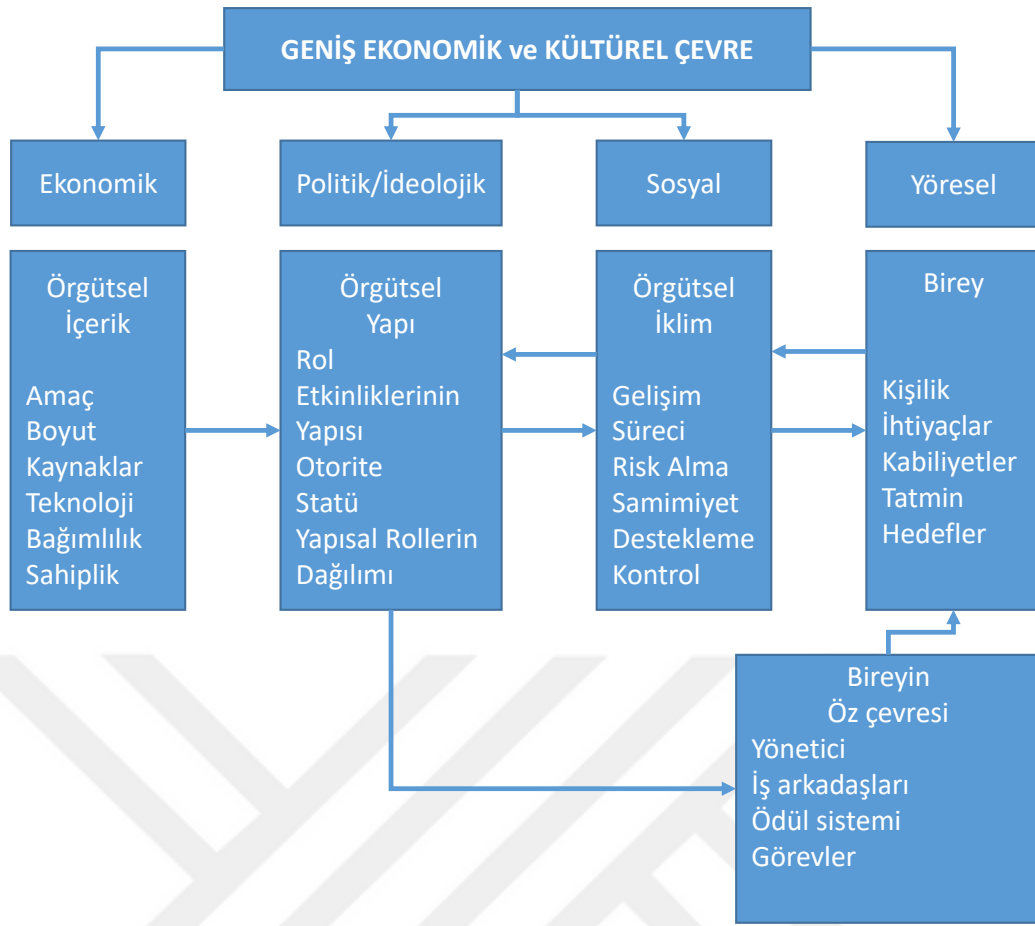 GENİŞ EKONOMİK ve KÜLTÜREL ÇEVRE
Ekonomik
Politik/İdeolojik
Sosyal
Yöresel
Örgütsel
İçerik
Amaç
Boyut
Kaynaklar
Teknoloji
Bağımlılık
Sahiplik
Örgütsel
Yapı
Rol
Etkinliklerinin
Yapısı
Otorite
Statü
Yapısal Rollerin
Dağılımı
Örgütsel
İklim
Gelişim
Süreci
Risk Alma
Samimiyet
Destekleme
Kontrol
Birey
Kişilik
İhtiyaçlar
Kabiliyetler
Tatmin
Hedefler
Bireyin
Öz çevresi
Yönetici
İş arkadaşları
Ödül sistemi
Görevler